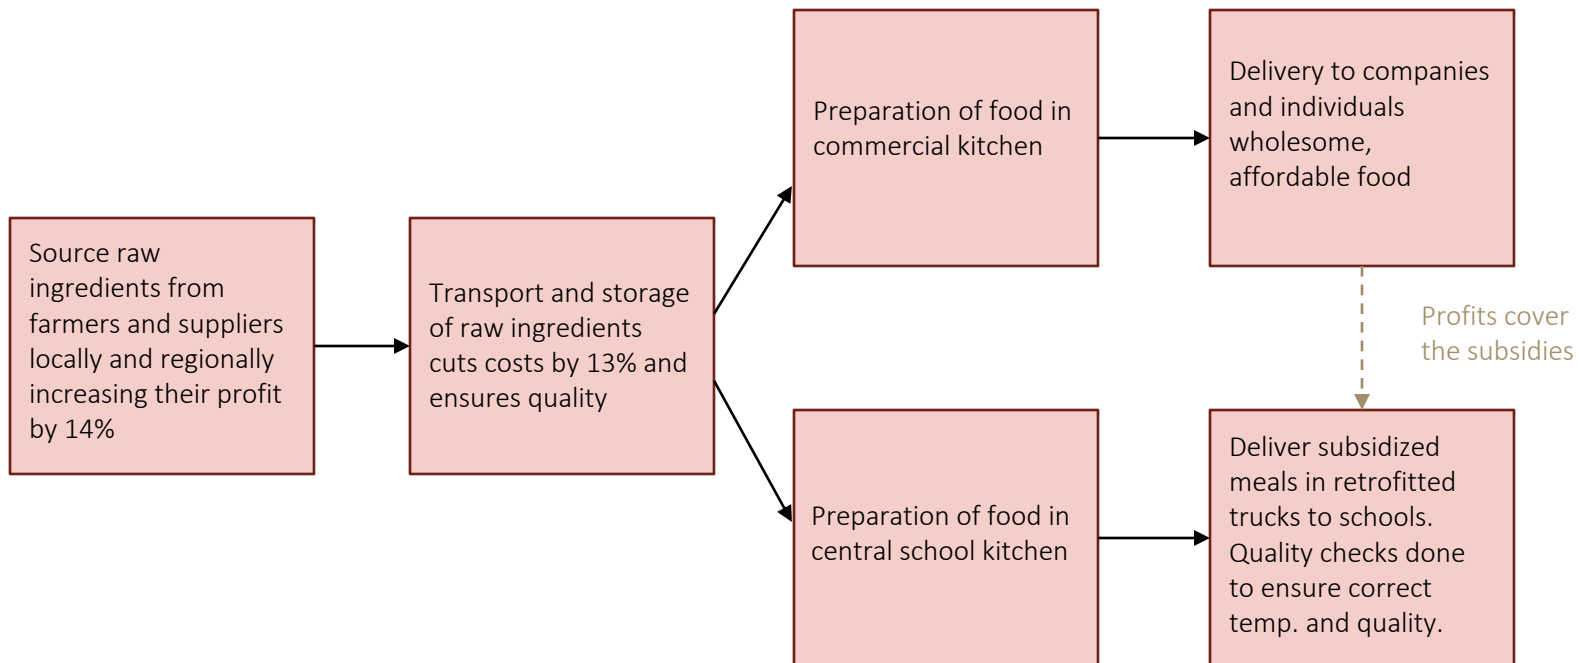 Source raw
ingredients from
farmers and suppliers
locally and regionally
increasing their profit
by 14%
Transport and storage
of raw ingredients
cuts costs by 13% and
ensures quality
Preparation of food in
commercial kitchen
Delivery to companies
and individuals
wholesome,
affordable food
Profits cover
the subsidies
Preparation of food in
central school kitchen
Deliver subsidized
meals in retrofitted
trucks to schools.
Quality checks done
to ensure correct
temp. and quality.